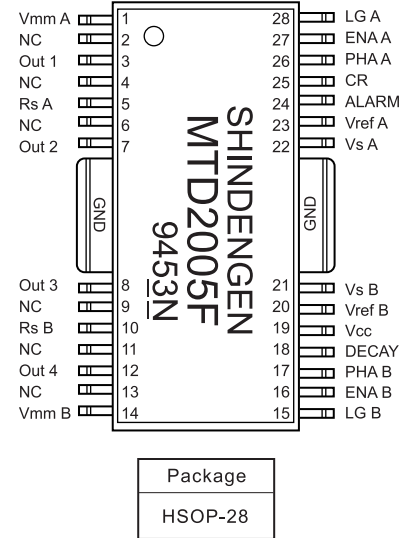 Vmm A 1 28 LG A
NC 2 27 ENA A
Out 1 3 26 PHA A
NC 4 25 CR
Rs A 5 24 ALARM
NC 6 23 Vref A
Out 2 7 22 Vs A
GND
SHINDENGEN
MTD2005F
9453N
GND
Out 3 8 21 Vs B
NC 9 20 Vref B
Rs B 10 19 Vcc
NC 11 18 DECAY
Out 4 12 17 PHA B
NC 13 16 ENA B
Vmm B 14 15 LG B
Package
HSOP-28